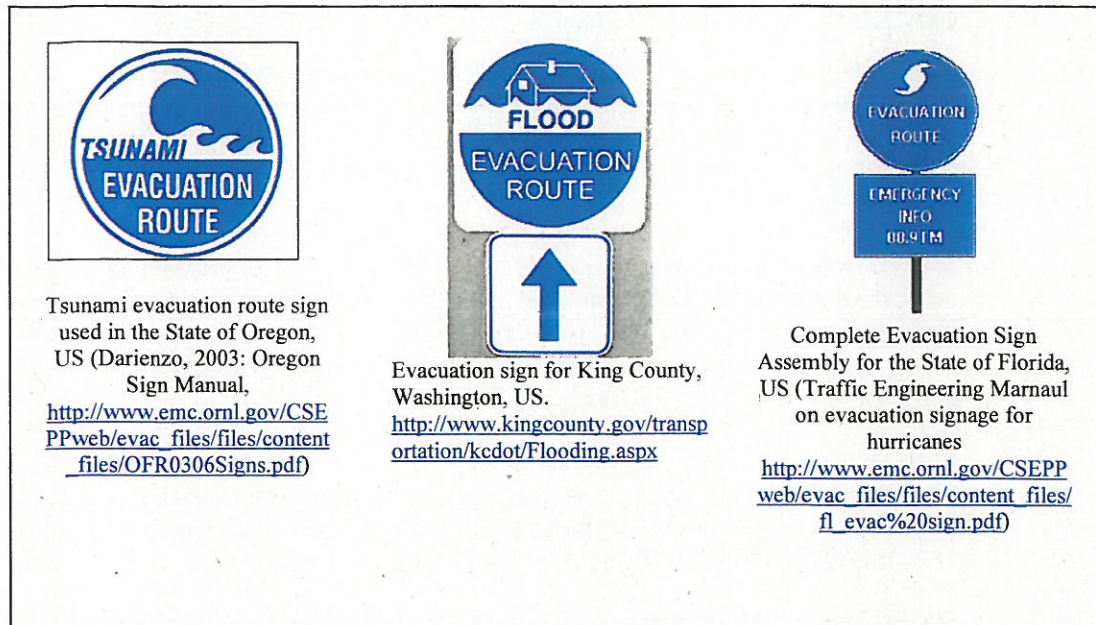 TSUNAMI
EVACUATION
ROUTE
Tsunami evacuation route sign
used in the State of Oregon,
US (Darienzo, 2003: Oregon
Sign Manual,
http://www.emc.ornl.gov/CSE
PPweb/evac_files/files/content
_files/OFR0306Signs.pdf)
FLOOD
EVACUATION
ROUTE
Evacuation sign for King County,
Washington, US.
http://www.kingcounty.gov/transp
ortation/kcdot/Flooding.aspx
EVACUATION
ROUTE
EMERGENCY
INFO
Complete Evacuation Sign
Assembly for the State of Florida,
US (Traffic Engineering Marnaul
on evacuation signage for
hurricanes
http://www.emc.ornl.gov/CSEPP
web/evac_files/files/content_files/
fl_evac%20sign.pdf)